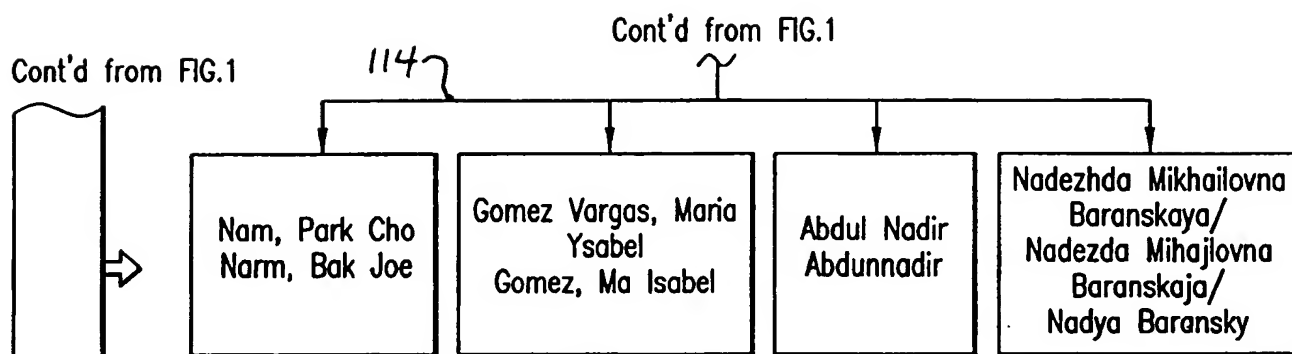 Cont'd from FIG.1
Cont'd from FIG.1
114
Nam, Park Cho
Narm, Bak Joe
Gomez Vargas, Maria
Ysabel
Gomez, Ma Isabel
Abdul Nadir
Abdunnadir
Nadezhda Mikhailovna
Baranskaya/
Nadezda Mihajlovna
Baranskaja/
Nadya Baransky